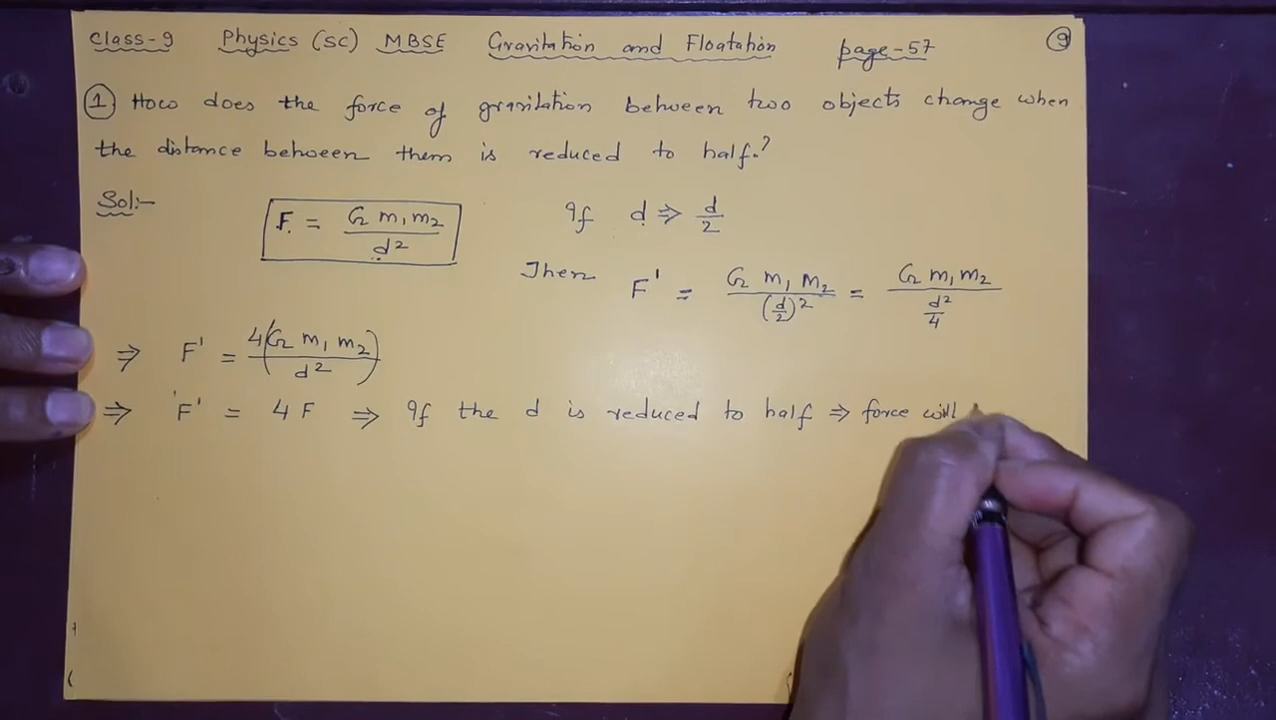 Class-9 Physics (SC) MBSE Gravitation and Floatation page-57 9
1 How does the force of gravitation between two objects change when
the distance between them is reduced to half?
Sol:-
F = G m1 m2 / d² If d ⇒ d/2
Then F' = G m1 m2 / (d/2)² = G m1 m2 / (d²/4)
⇒ F' = 4(G m1 m2 / d²)
⇒ F' = 4 F ⇒ If the d is reduced to half ⇒ force will